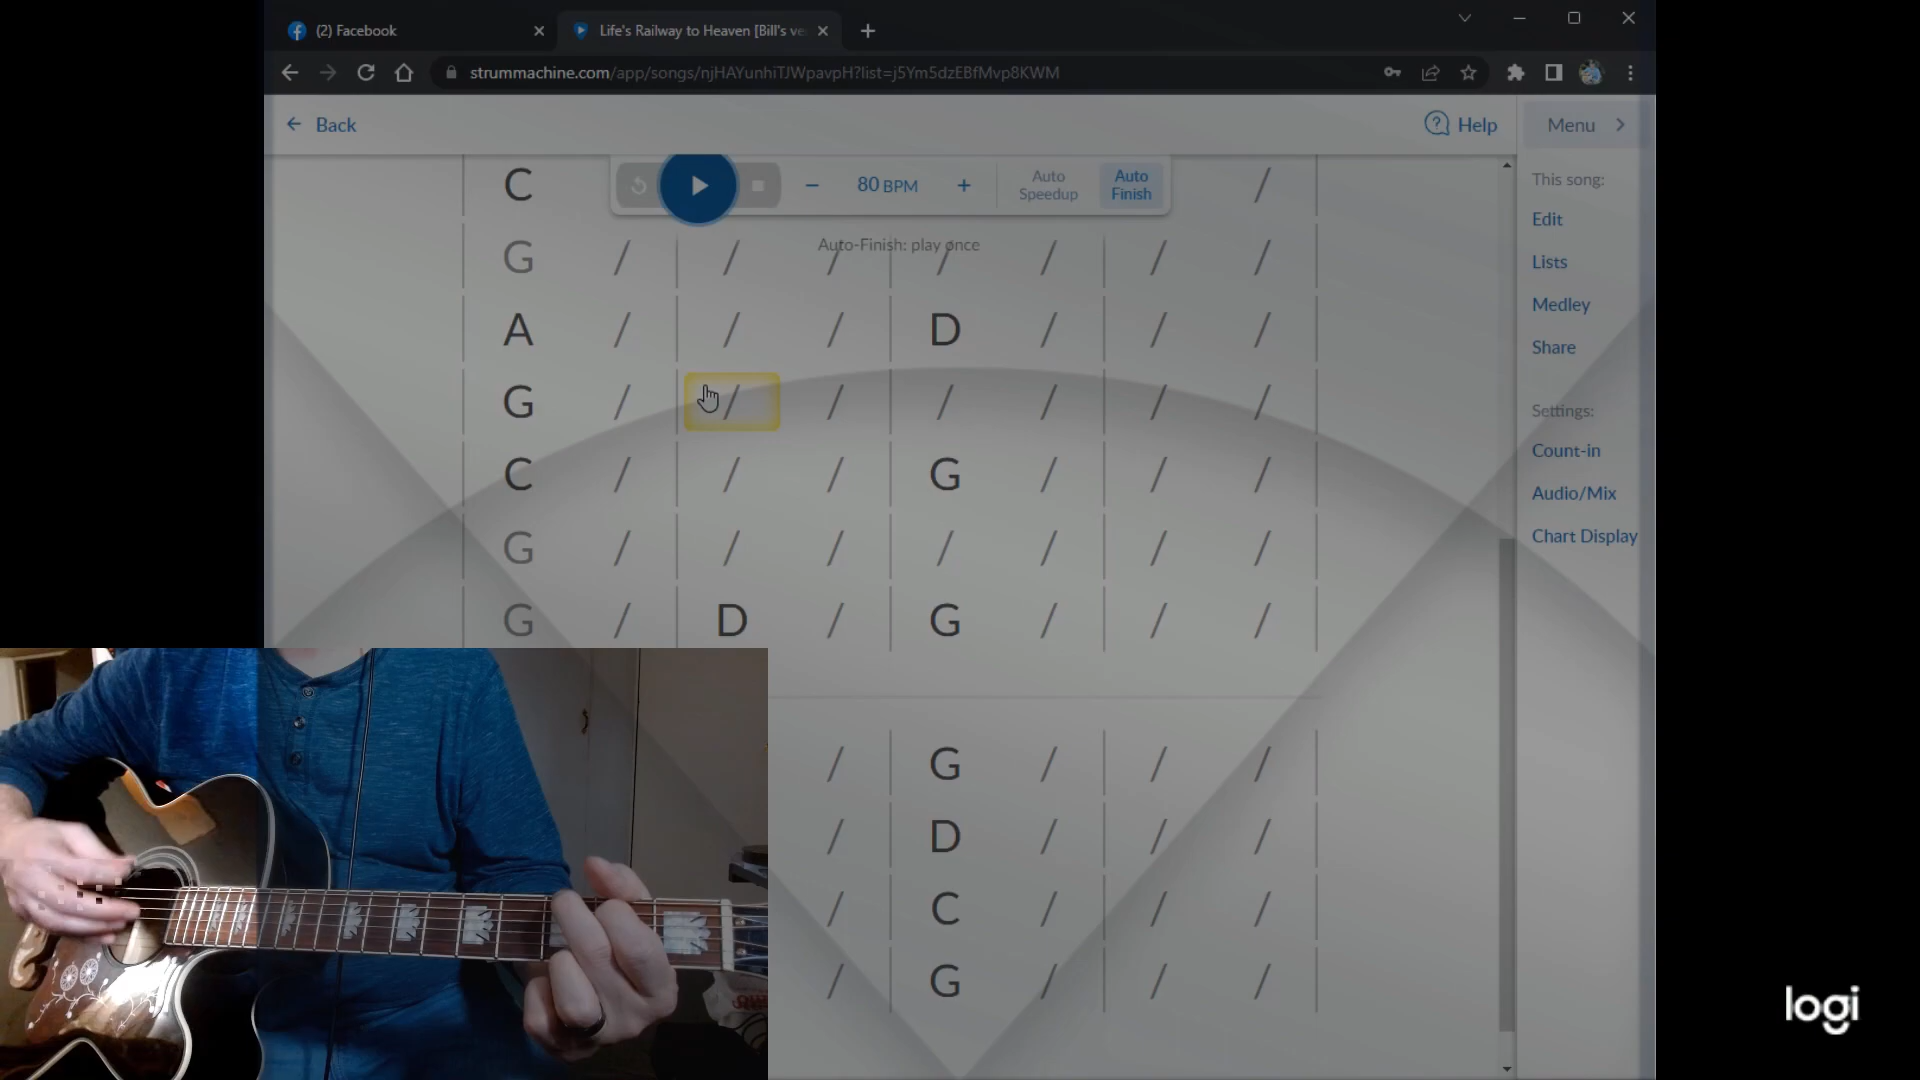 (2) Facebook
Life's Railway to Heaven [Bill's ve
strummachine.com/app/songs/njHAYunhiTJWpavpH?list=j5Ym5dzEBfMvp8KWM
Back
Help
Menu
80 BPM
Auto Speedup
Auto Finish
Auto-Finish: play once
C /
G / / / / / / /
A / / / D / / /
G / / / / / / /
C / / / G / / /
G / / / / / / /
G / D / G / / /
/ G / / /
/ D / / /
/ C / / /
/ G / / /
This song:
Edit
Lists
Medley
Share
Settings:
Count-in
Audio/Mix
Chart Display
logi